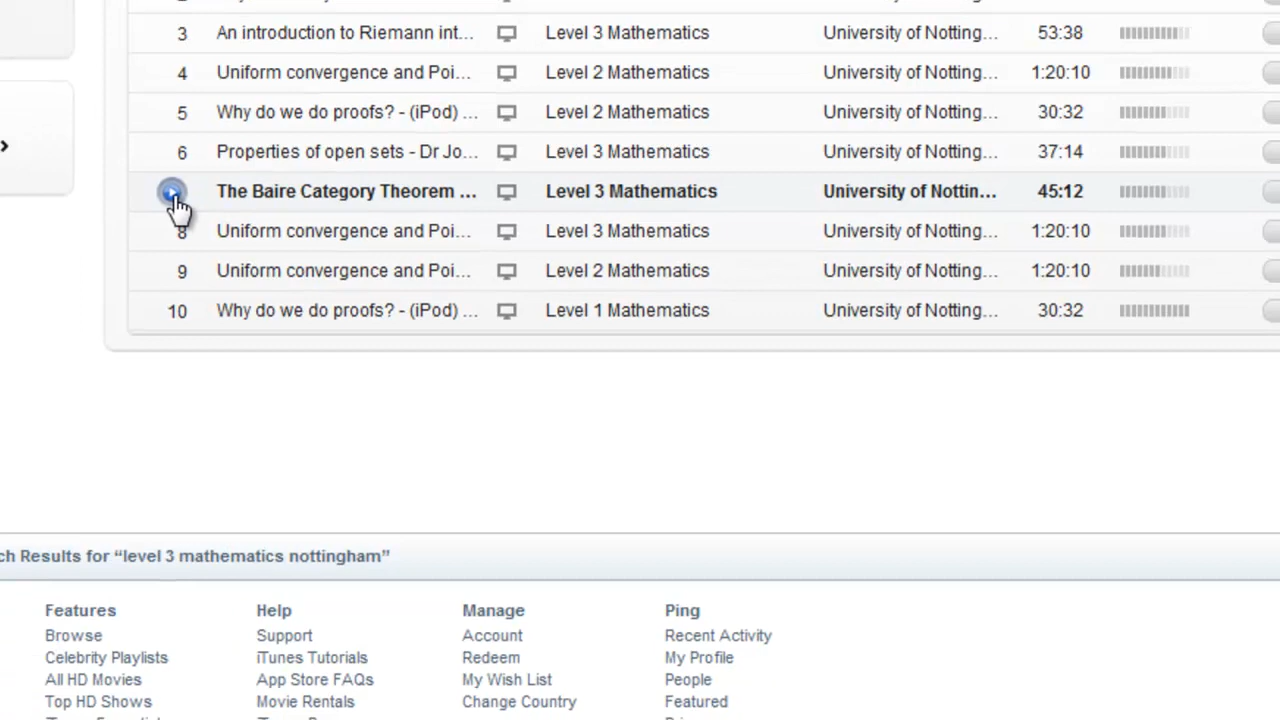 3 An introduction to Riemann int... Level 3 Mathematics University of Notting... 53:38
4 Uniform convergence and Poi... Level 2 Mathematics University of Notting... 1:20:10
5 Why do we do proofs? - (iPod) ... Level 2 Mathematics University of Notting... 30:32
6 Properties of open sets - Dr Jo... Level 3 Mathematics University of Notting... 37:14
The Baire Category Theorem ... Level 3 Mathematics University of Nottin... 45:12
8 Uniform convergence and Poi... Level 3 Mathematics University of Notting... 1:20:10
9 Uniform convergence and Poi... Level 2 Mathematics University of Notting... 1:20:10
10 Why do we do proofs? - (iPod) ... Level 1 Mathematics University of Notting... 30:32
ch Results for “level 3 mathematics nottingham”
Features Help Manage Ping
Browse Support Account Recent Activity
Celebrity Playlists iTunes Tutorials Redeem My Profile
All HD Movies App Store FAQs My Wish List People
Top HD Shows Movie Rentals Change Country Featured